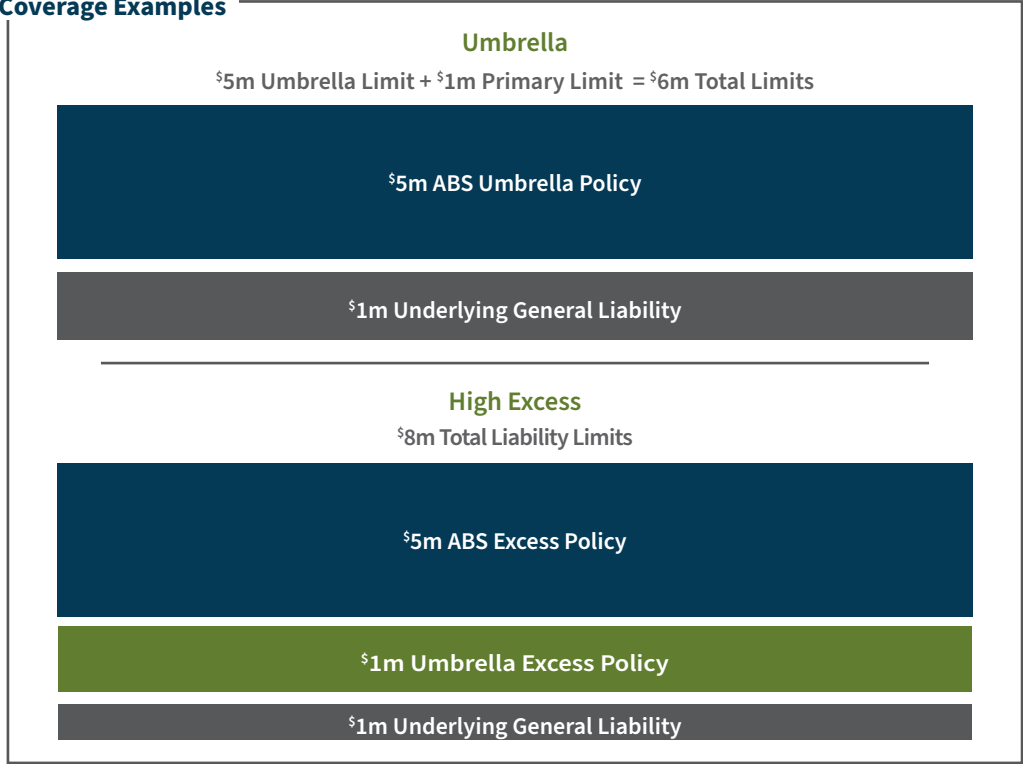 Coverage Examples
Umbrella
$5m Umbrella Limit + $1m Primary Limit = $6m Total Limits
$5m ABS Umbrella Policy
$1m Underlying General Liability
High Excess
$8m Total Liability Limits
$5m ABS Excess Policy
$1m Umbrella Excess Policy
$1m Underlying General Liability